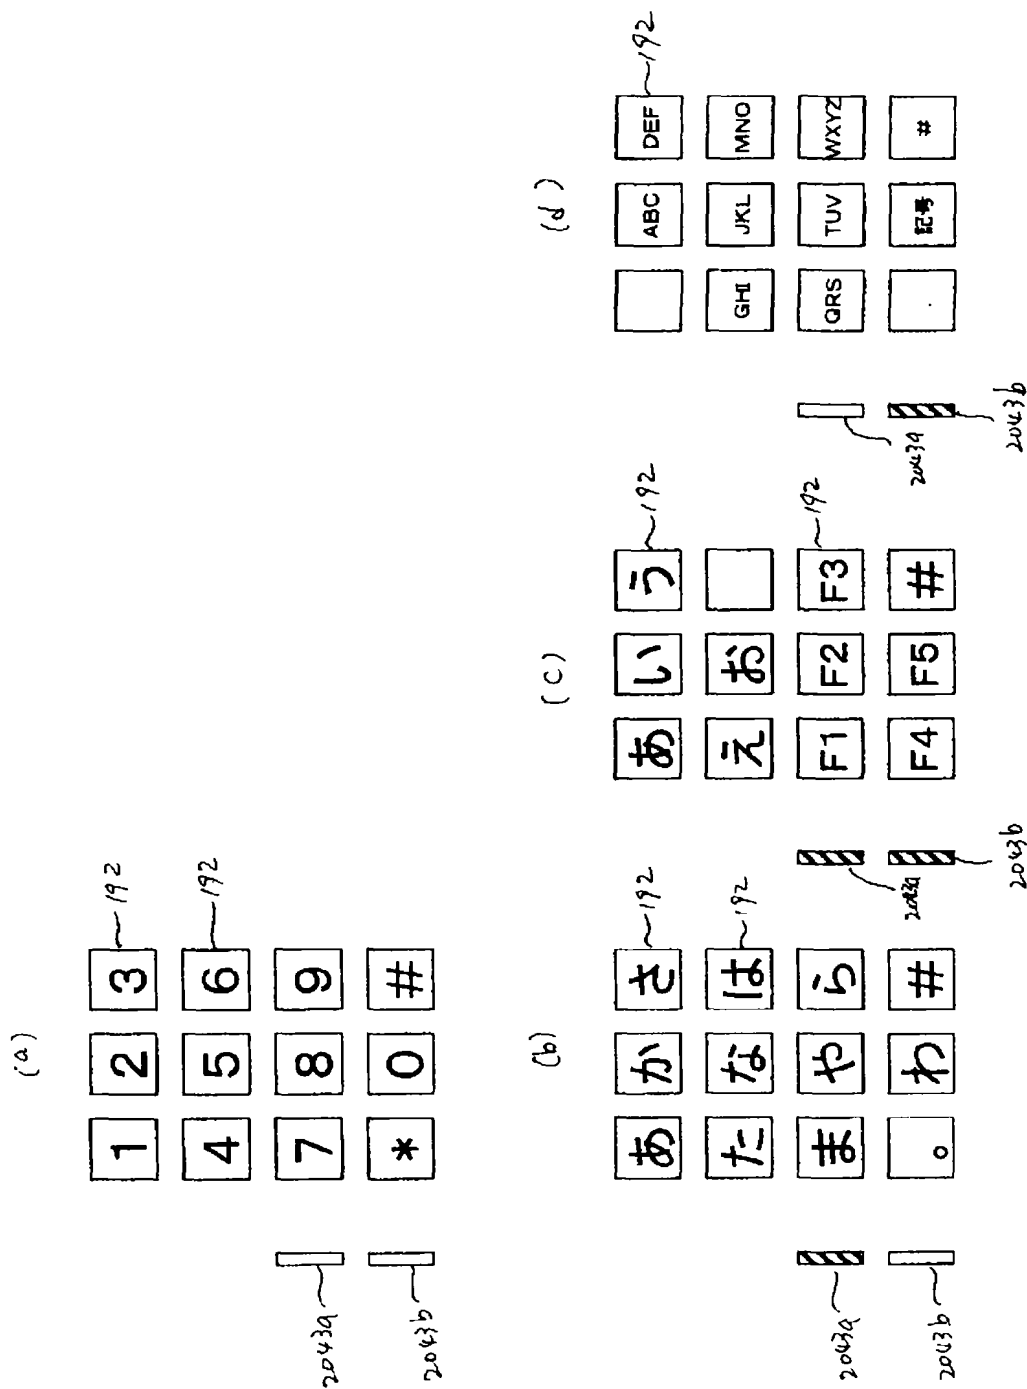 (a)
1 2 3 192
4 5 6 192
7 8 9
2043a
* 0 #
2043b
(b)
あ か さ 192
た な は 192
ま や ら
2043a
。 わ #
2043b
(c)
あ い う 192
え お
F1 F2 F3 192
2043a
F4 F5 #
2043b
(d)
ABC DEF 192
GHI JKL MNO
QRS TUV WXYZ
2043a
. 記号 #
2043b